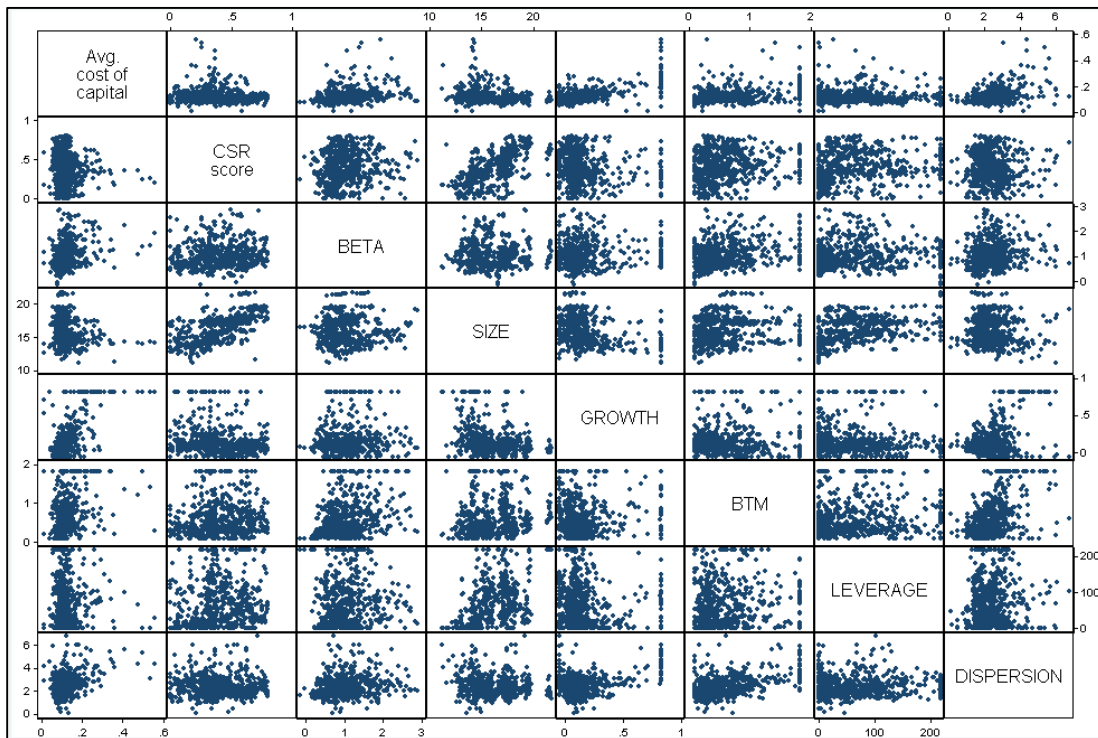 0 .5 1 10 15 20 0 1 2 0 2 4 6
Avg.
cost of
capital
.6
.4
.2
0
1
.5
0
CSR
score
BETA
3
2
1
0
20
15
10
SIZE
GROWTH
1
.5
0
2
1
0
BTM
LEVERAGE
200
100
0
6
4
2
0
DISPERSION
0 .2 .4 .6 0 1 2 3 0 .5 1 0 100 200